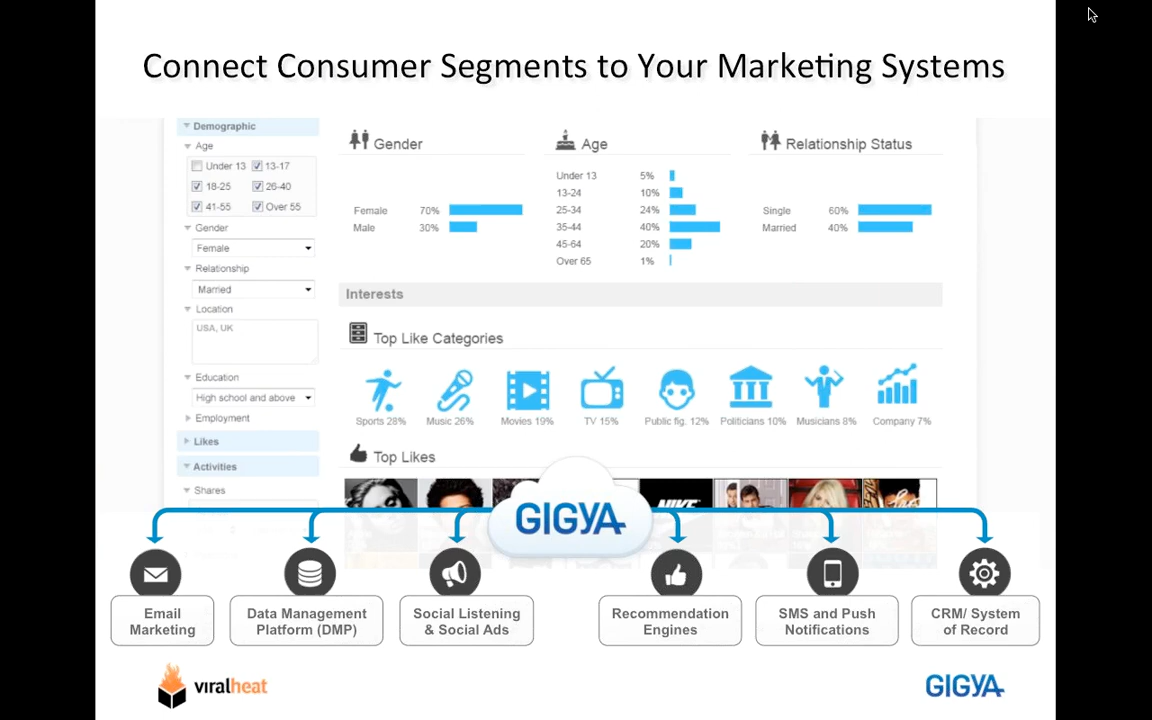 Connect Consumer Segments to Your Marketing Systems
Demographic
Age
Under 13 13-17
18-25 26-40
41-55 Over 55
Gender
Female
Relationship
Married
Location
USA, UK
Education
High school and above
Employment
Likes
Activities
Shares
Gender
Female 70%
Male 30%
Age
Under 13 5%
13-24 10%
25-34 24%
35-44 40%
45-64 20%
Over 65 1%
Relationship Status
Single 60%
Married 40%
Interests
Top Like Categories
Sports 28% Music 26% Movies 19% TV 15% Public fig. 12% Politicians 10% Musicians 8% Company 7%
Top Likes
NIKE
GIGYA
Email
Marketing
Data Management
Platform (DMP)
Social Listening
& Social Ads
Recommendation
Engines
SMS and Push
Notifications
CRM/ System
of Record
viralheat
GIGYA